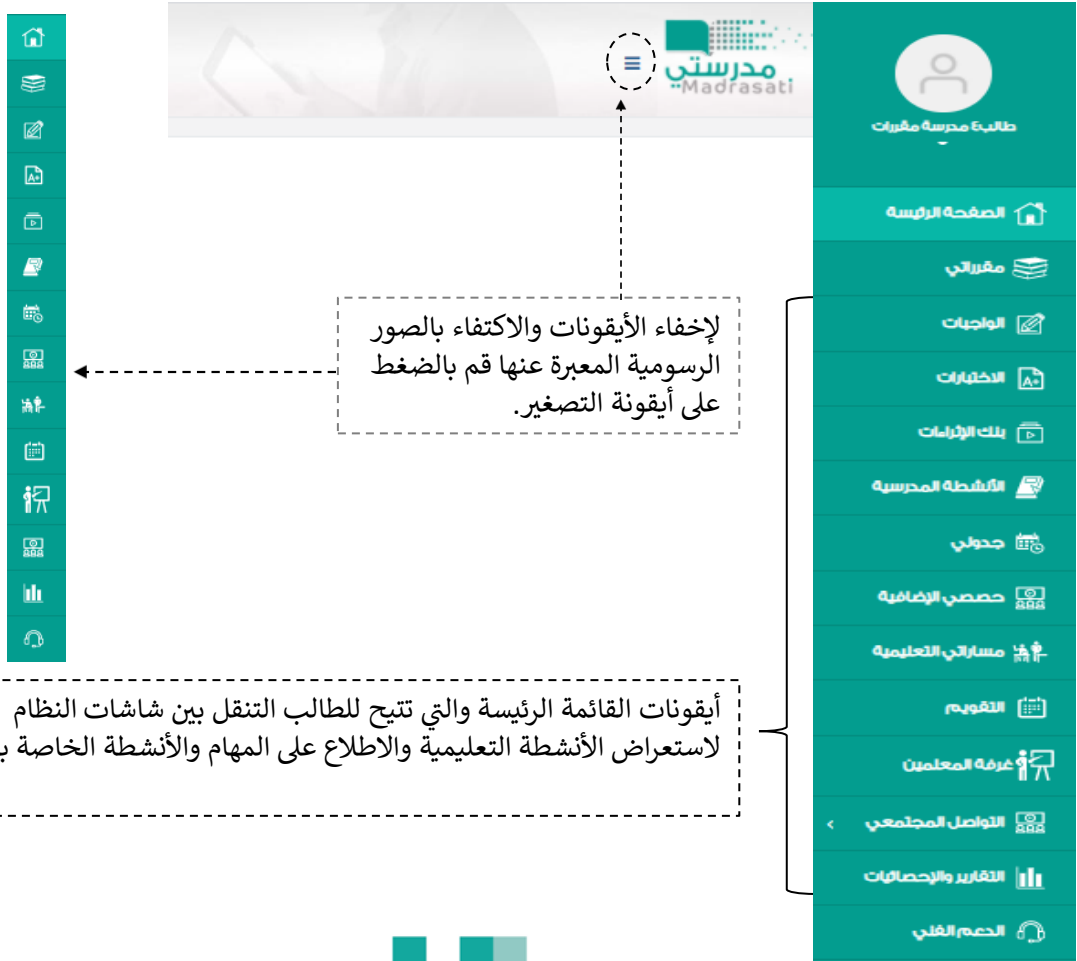 مدرستي
Madrasati
طالب٤ مدرسة مقررات
الصفحة الرئيسة
مقرراتي
الواجبات
الاختبارات
بنك الإثراءات
الأنشطة المدرسية
جدولي
حصصي الإضافية
مساراتي التعليمية
التقويم
غرفة المعلمين
التواصل المجتمعي
التقارير والإحصائيات
الدعم الفني
لإخفاء الأيقونات والاكتفاء بالصور
الرسومية المعبرة عنها قم بالضغط
على أيقونة التصغير.
أيقونات القائمة الرئيسة والتي تتيح للطالب التنقل بين شاشات النظام
لاستعراض الأنشطة التعليمية والاطلاع على المهام والأنشطة الخاصة
A+
A+